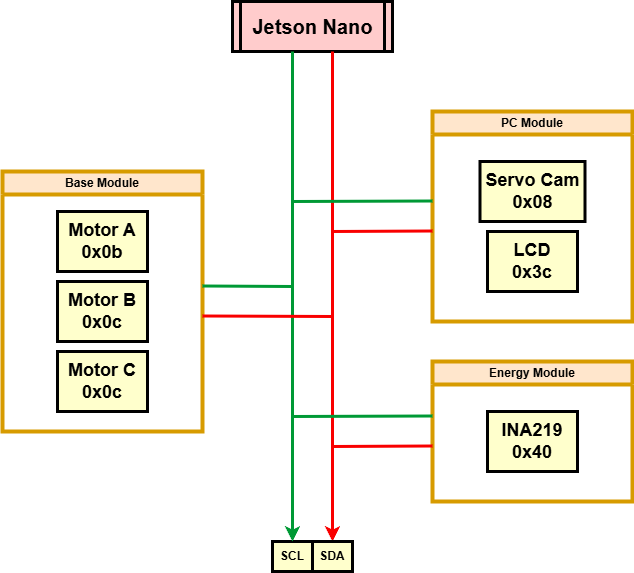 Jetson Nano
PC Module
Servo Cam
0x08
LCD
0x3c
Base Module
Motor A
0x0b
Motor B
0x0c
Motor C
0x0c
Energy Module
INA219
0x40
SCL
SDA